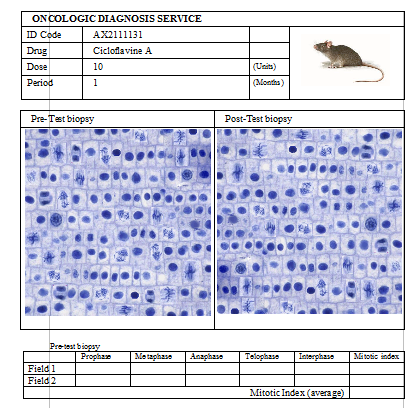 ONCOLOGIC DIAGNOSIS SERVICE
ID Code AX2111131
Drug Cicloflavine A
Dose 10 (Units)
Period 1 (Months)
Pre-Test biopsy Post-Test biopsy
Pre-test biopsy
Prophase Metaphase Anaphase Telophase Interphase Mitotic index
Field 1
Field 2
Mitotic Index (average)